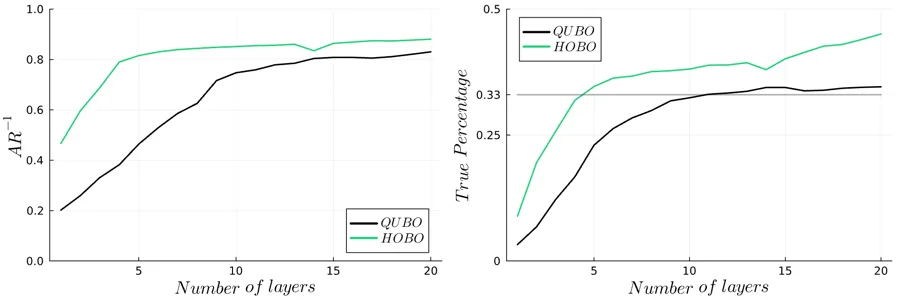 1.0
0.8
0.6
0.4
0.2
0.0
AR⁻¹
5 10 15 20
Number of layers
QUBO
HOBO
0.5
0.33
0.25
0
True Percentage
5 10 15 20
Number of layers
QUBO
HOBO